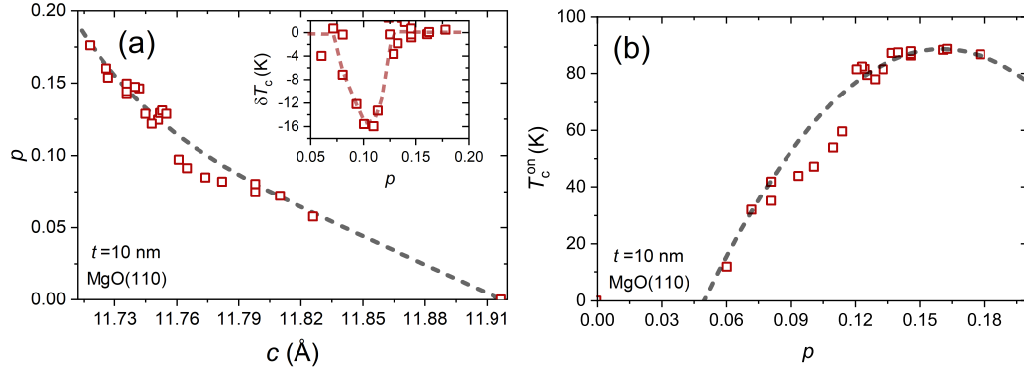 (a)
0.20
0.15
0.10
0.05
0.00
p
11.73 11.76 11.79 11.82 11.85 11.88 11.91
c (Å)
t =10 nm
MgO(110)
0
-4
-8
-12
-16
δTc (K)
0.05 0.10 0.15 0.20
p
(b)
100
80
60
40
20
0
Tc^on (K)
0.00 0.03 0.06 0.09 0.12 0.15 0.18
p
t =10 nm
MgO(110)